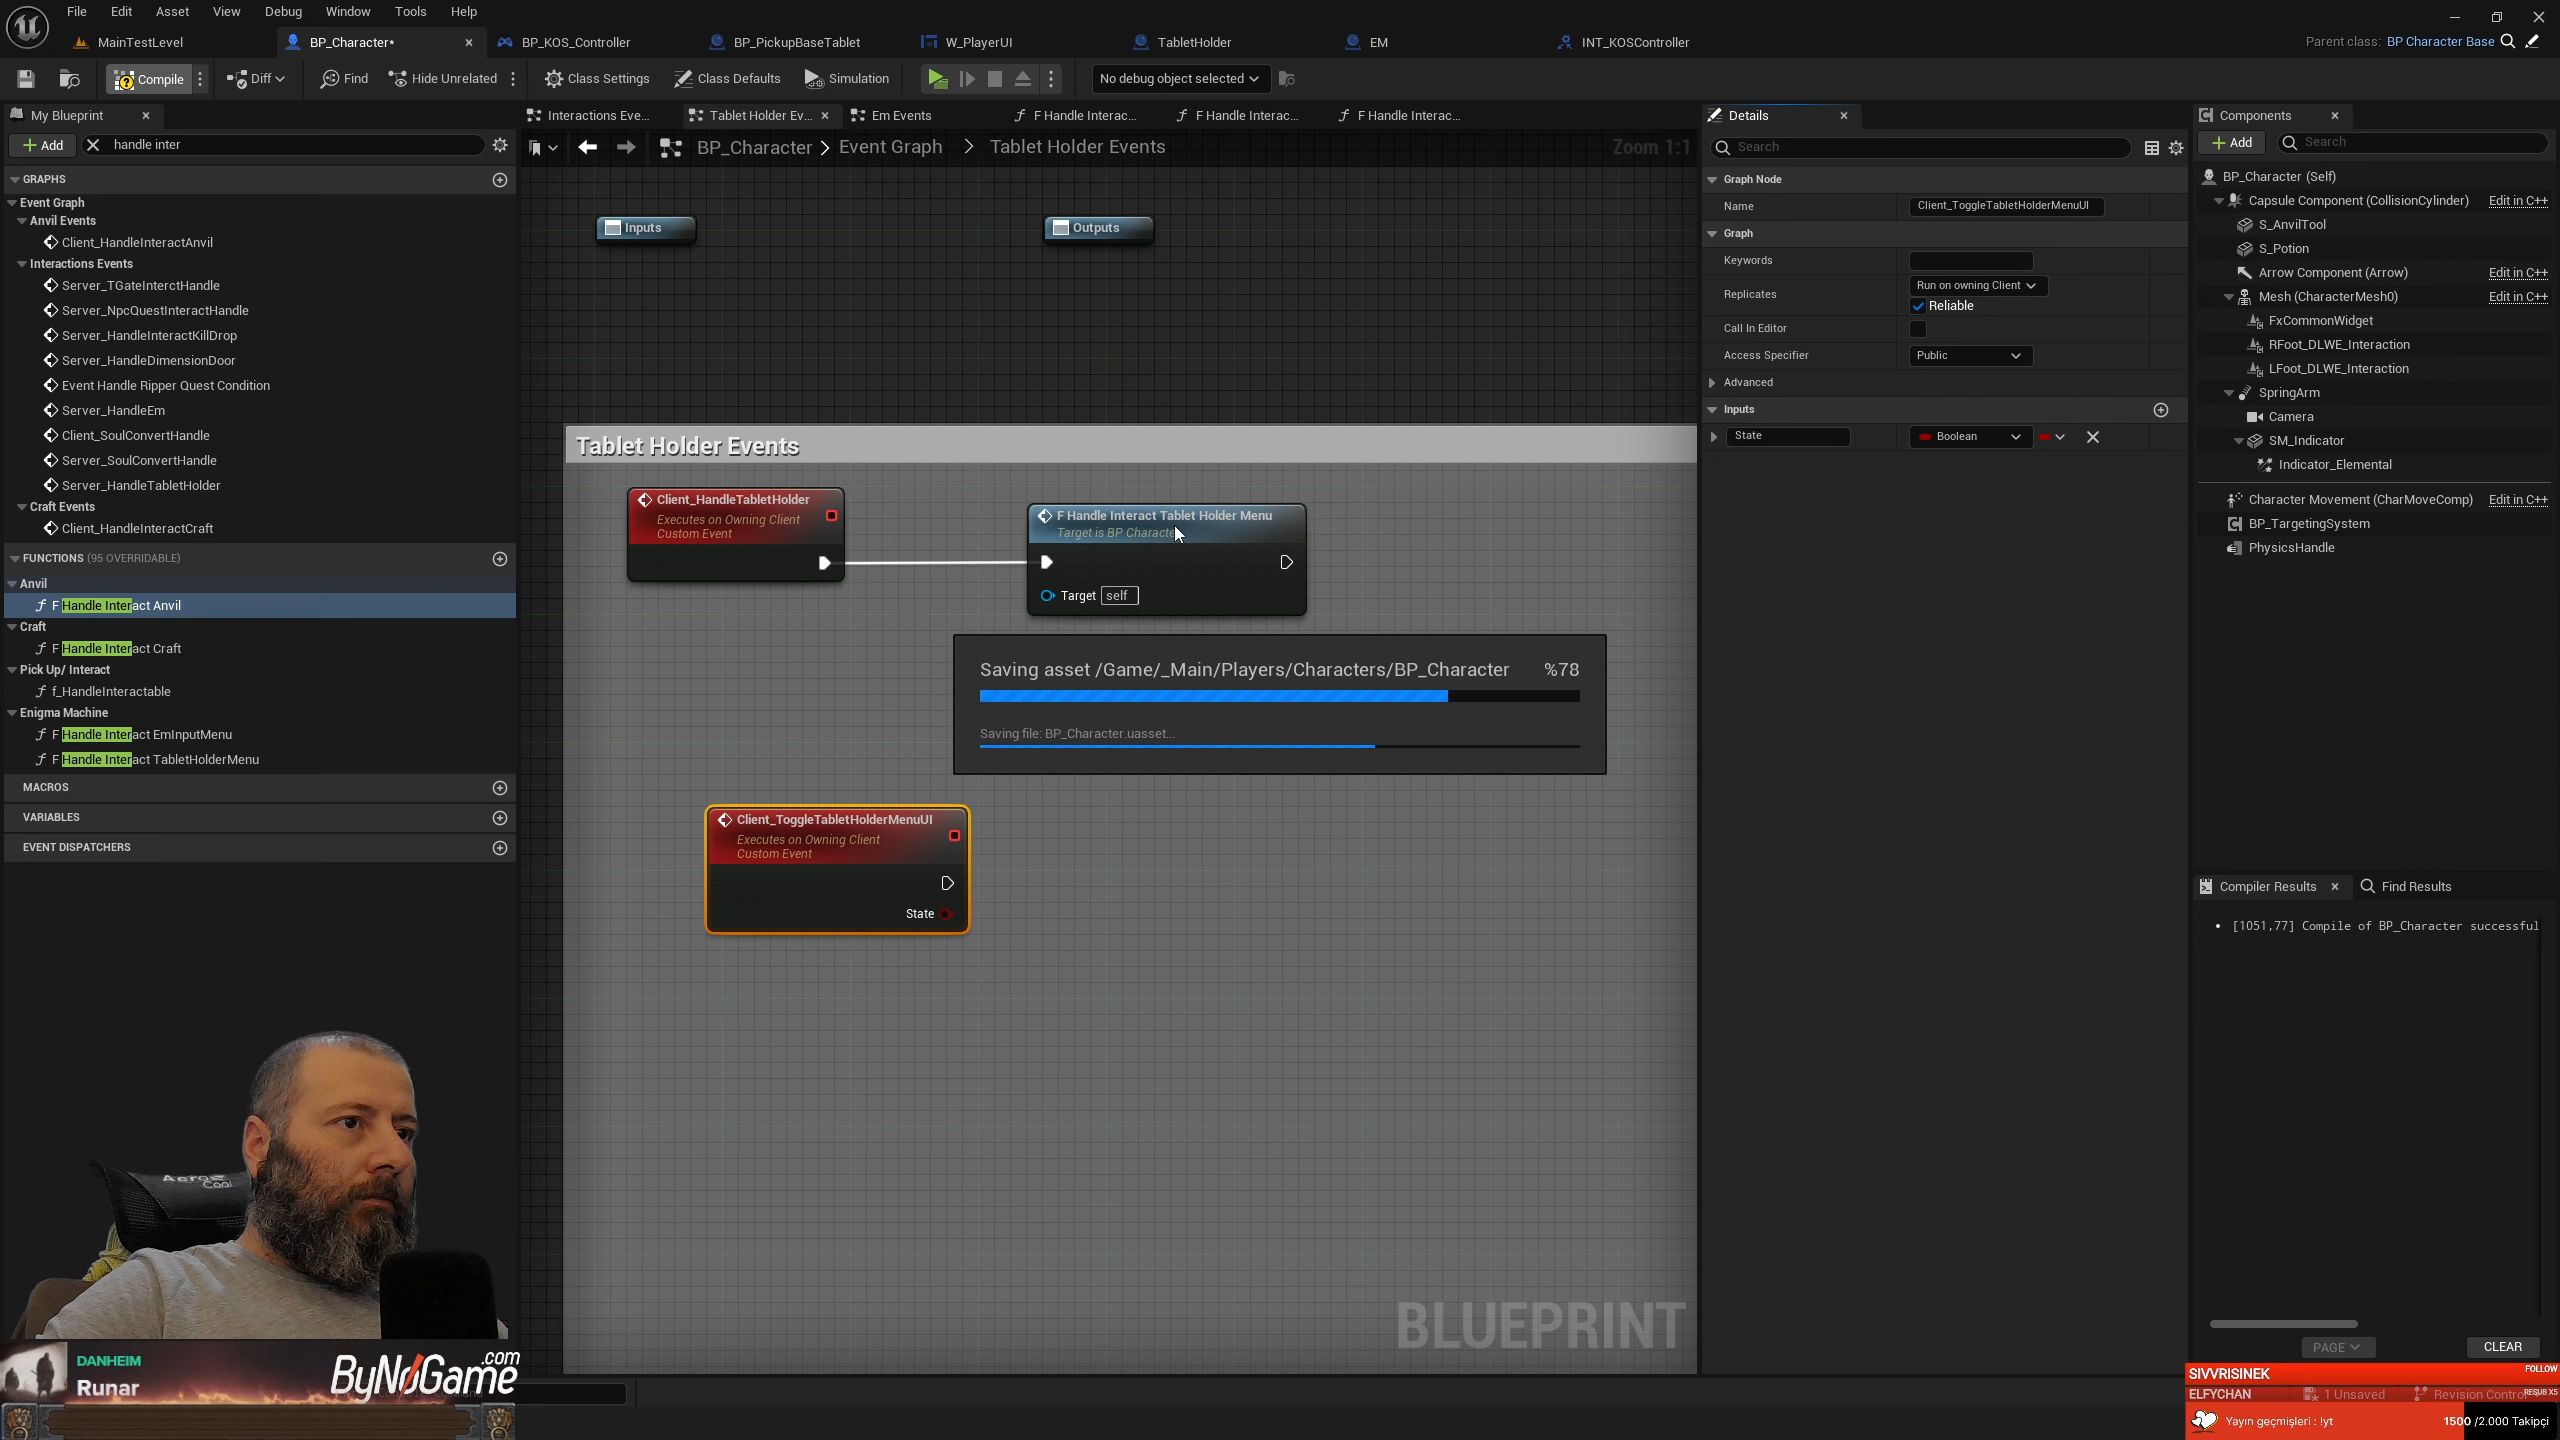 File Edit Asset View Debug Window Tools Help
MainTestLevel BP_Character* BP_KOS_Controller BP_PickupBaseTablet W_PlayerUI TabletHolder EM INT_KOSController
Parent class: BP Character Base
Compile Diff Find Hide Unrelated Class Settings Class Defaults Simulation No debug object selected
My Blueprint
Add handle inter
GRAPHS
Event Graph
Anvil Events
Client_HandleInteractAnvil
Interactions Events
Server_TGateInterctHandle
Server_NpcQuestInteractHandle
Server_HandleInteractKillDrop
Server_HandleDimensionDoor
Event Handle Ripper Quest Condition
Server_HandleEm
Client_SoulConvertHandle
Server_SoulConvertHandle
Server_HandleTabletHolder
Craft Events
Client_HandleInteractCraft
FUNCTIONS (95 OVERRIDABLE)
Anvil
F Handle Interact Anvil
Craft
F Handle Interact Craft
Pick Up/ Interact
f_HandleInteractable
Enigma Machine
F Handle Interact EmInputMenu
F Handle Interact TabletHolderMenu
MACROS
VARIABLES
EVENT DISPATCHERS
Interactions Eve... Tablet Holder Ev... Em Events F Handle Interac... F Handle Interac... F Handle Interac...
BP_Character > Event Graph > Tablet Holder Events
Zoom 1:1
Inputs
Outputs
Tablet Holder Events
Client_HandleTabletHolder
Executes on Owning Client
Custom Event
F Handle Interact Tablet Holder Menu
Target is BP Characte
Target self
Saving asset /Game/_Main/Players/Characters/BP_Character %78
Saving file: BP_Character.uasset...
Client_ToggleTabletHolderMenuUI
Executes on Owning Client
Custom Event
State
BLUEPRINT
Details
Search
Graph Node
Name Client_ToggleTabletHolderMenuUI
Graph
Keywords
Replicates Run on owning Client
Reliable
Call In Editor
Access Specifier Public
Advanced
Inputs
State Boolean
Components
Add Search
BP_Character (Self)
Capsule Component (CollisionCylinder) Edit in C++
S_AnvilTool
S_Potion
Arrow Component (Arrow) Edit in C++
Mesh (CharacterMesh0) Edit in C++
FxCommonWidget
RFoot_DLWE_Interaction
LFoot_DLWE_Interaction
SpringArm
Camera
SM_Indicator
Indicator_Elemental
Character Movement (CharMoveComp) Edit in C++
BP_TargetingSystem
PhysicsHandle
Compiler Results Find Results
[1051,77] Compile of BP_Character successful
PAGE CLEAR
Aero
Cool
DANHEIM
Runar
ByNoGame.com
SIVVRISINEK FOLLOW
ELFYCHAN RESUB X5
1 Unsaved Revision Control
Yayın geçmişleri : !yt 1500 /2.000 Takipçi